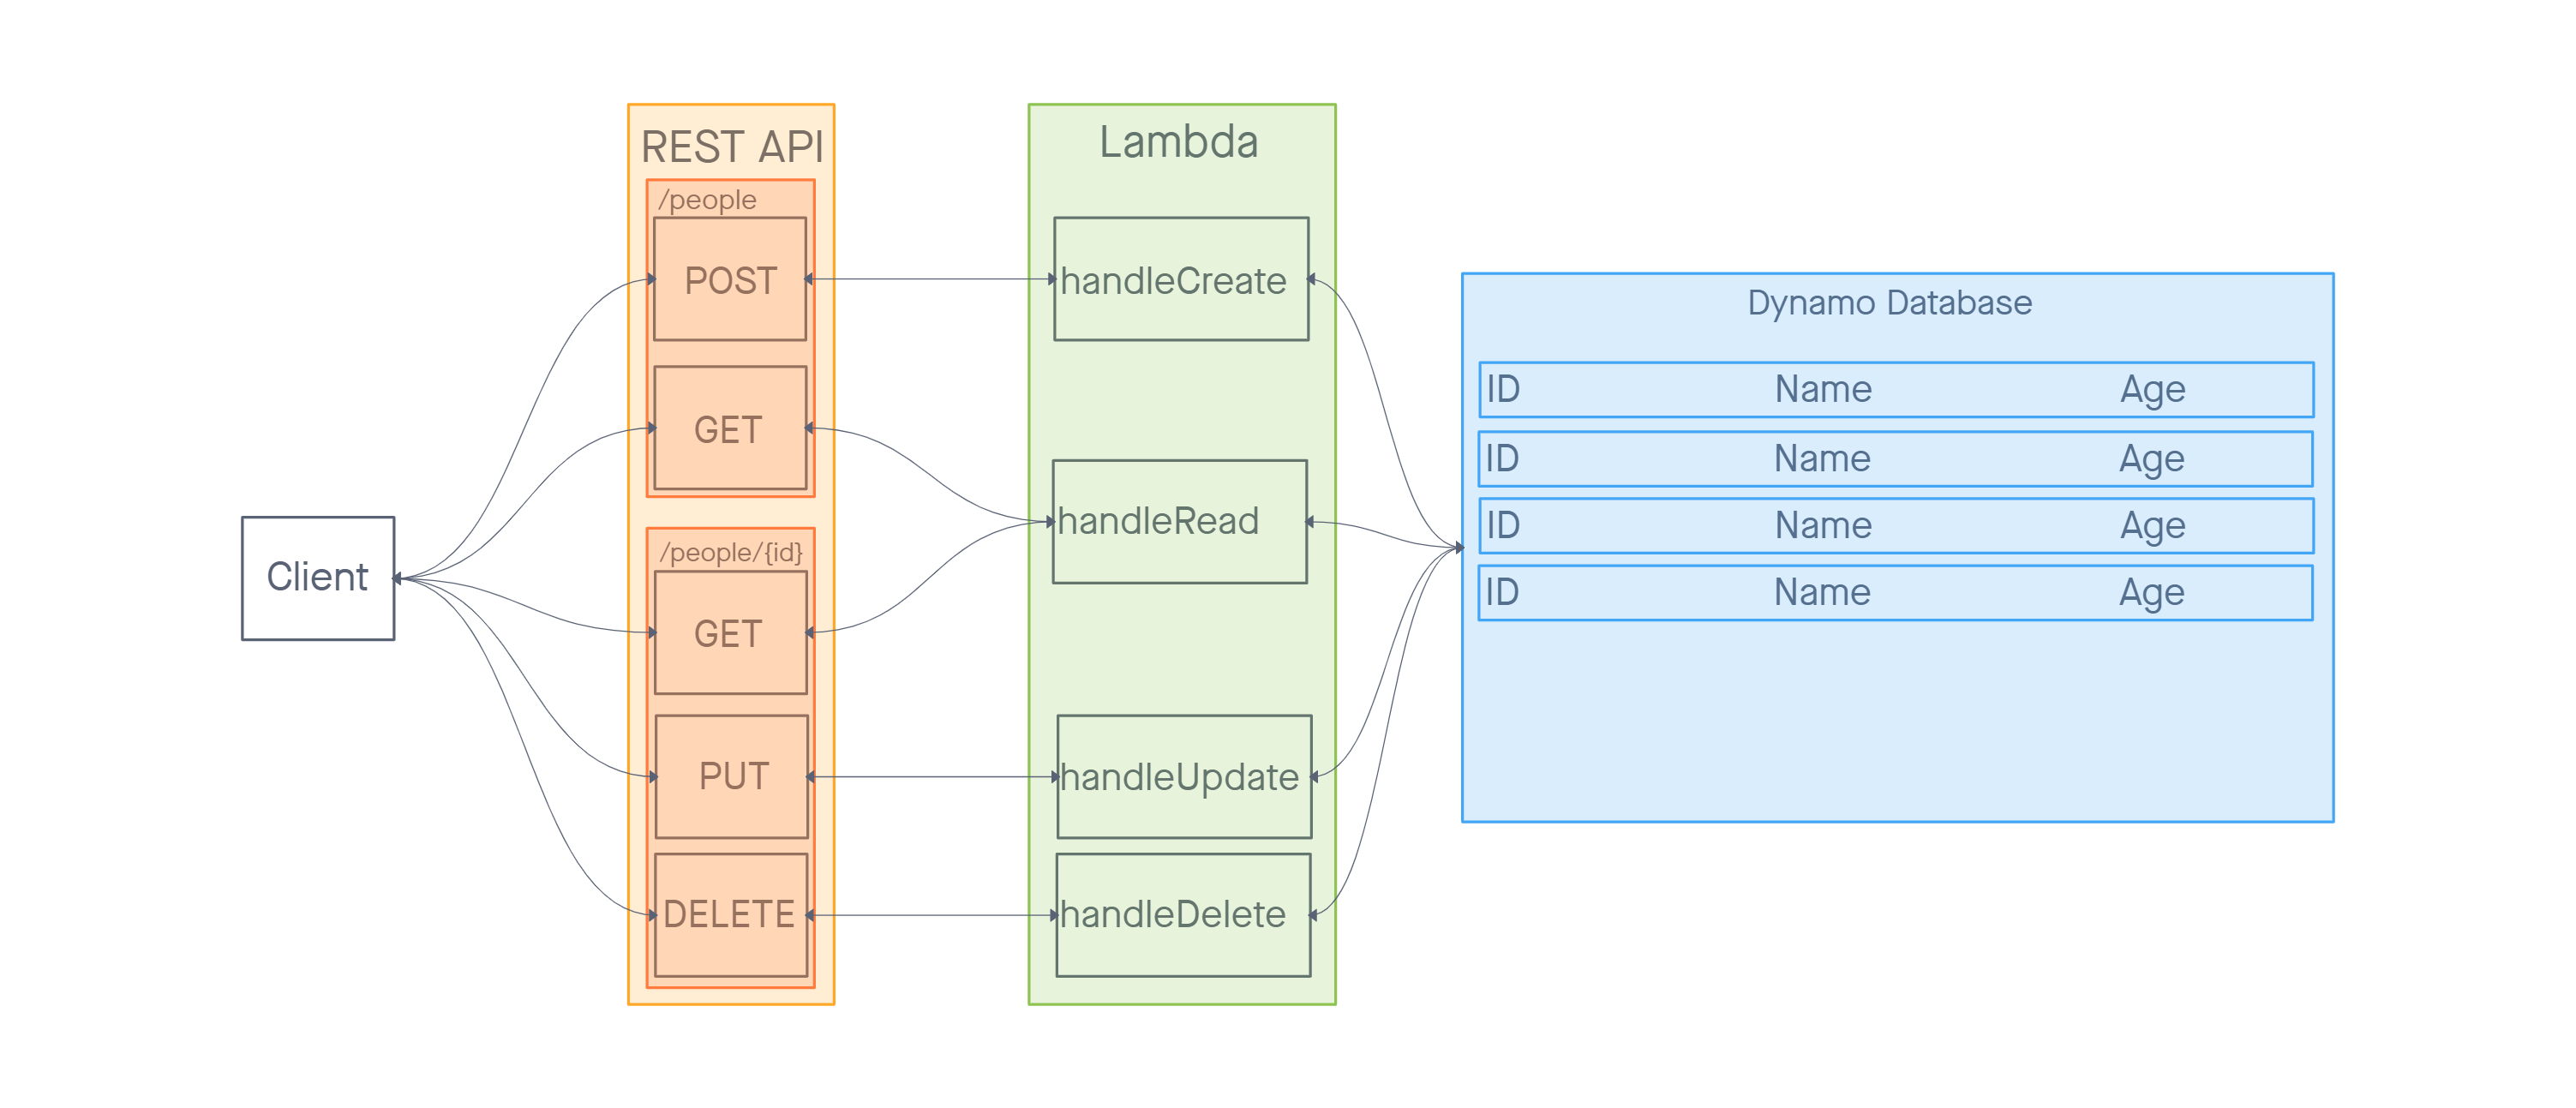 Client
REST API
/people
POST
GET
/people/{id}
GET
PUT
DELETE
Lambda
handleCreate
handleRead
handleUpdate
handleDelete
Dynamo Database
ID Name Age
ID Name Age
ID Name Age
ID Name Age